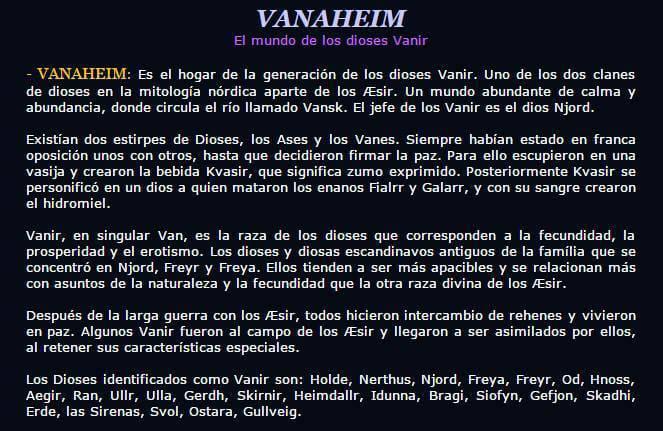 VANAHEIM
El mundo de los dioses Vanir
- VANAHEIM: Es el hogar de la generación de los dioses Vanir. Uno de los dos clanes
de dioses en la mitología nórdica aparte de los Æsir. Un mundo abundante de calma y
abundancia, donde circula el río llamado Vansk. El jefe de los Vanir es el dios Njord.
Existían dos estirpes de Dioses, los Ases y los Vanes. Siempre habían estado en franca
oposición unos con otros, hasta que decidieron firmar la paz. Para ello escupieron en una
vasija y crearon la bebida Kvasir, que significa zumo exprimido. Posteriormente Kvasir se
personificó en un dios a quien mataron los enanos Fialrr y Galarr, y con su sangre crearon
el hidromiel.
Vanir, en singular Van, es la raza de los dioses que corresponden a la fecundidad, la
prosperidad y el erotismo. Los dioses y diosas escandinavos antiguos de la família que se
concentró en Njord, Freyr y Freya. Ellos tienden a ser más apacibles y se relacionan más
con asuntos de la naturaleza y la fecundidad que la otra raza divina de los Æsir.
Después de la larga guerra con los Æsir, todos hicieron intercambio de rehenes y vivieron
en paz. Algunos Vanir fueron al campo de los Æsir y llegaron a ser asimilados por ellos,
al retener sus características especiales.
Los Dioses identificados como Vanir son: Holde, Nerthus, Njord, Freya, Freyr, Od, Hnoss,
Aegir, Ran, Ullr, Ulla, Gerdh, Skirnir, Heimdallr, Idunna, Bragi, Siofyn, Gefjon, Skadhi,
Erde, las Sirenas, Svol, Ostara, Gullveig.